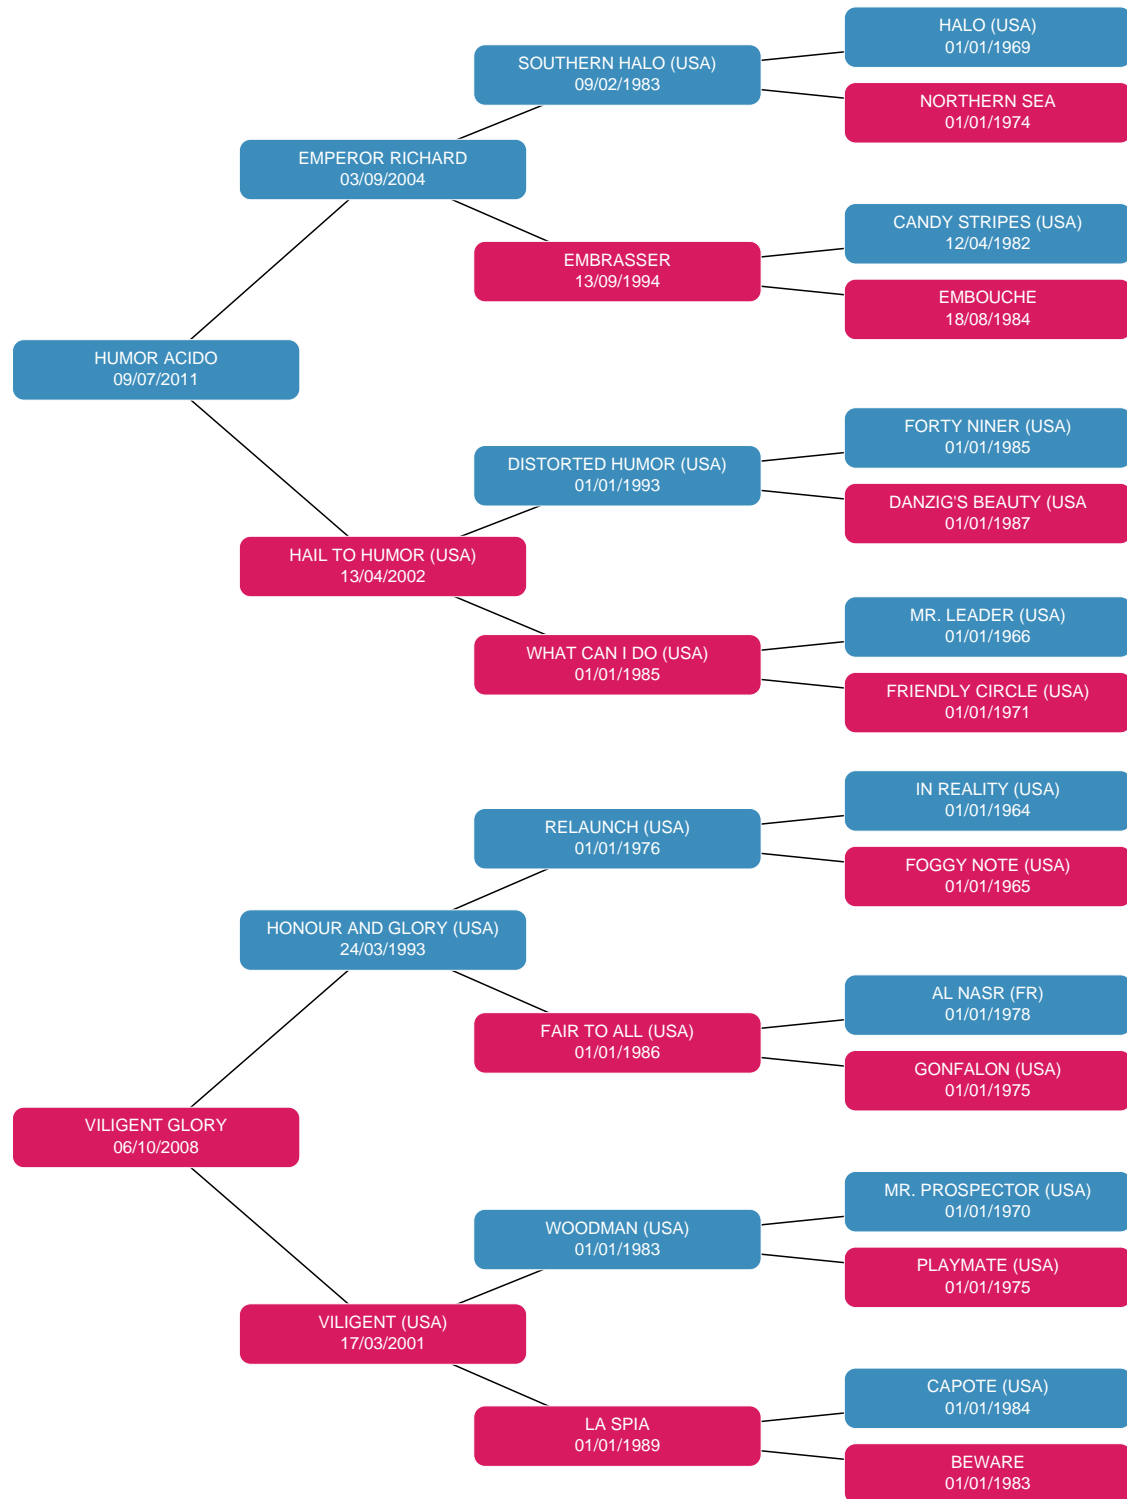 HALO (USA)
01/01/1969
SOUTHERN HALO (USA)
09/02/1983
NORTHERN SEA
01/01/1974
EMPEROR RICHARD
03/09/2004
CANDY STRIPES (USA)
12/04/1982
EMBRASSER
13/09/1994
EMBOUCHE
18/08/1984
HUMOR ACIDO
09/07/2011
FORTY NINER (USA)
01/01/1985
DISTORTED HUMOR (USA)
01/01/1993
DANZIG'S BEAUTY (USA
01/01/1987
HAIL TO HUMOR (USA)
13/04/2002
MR. LEADER (USA)
01/01/1966
WHAT CAN I DO (USA)
01/01/1985
FRIENDLY CIRCLE (USA)
01/01/1971
IN REALITY (USA)
01/01/1964
RELAUNCH (USA)
01/01/1976
FOGGY NOTE (USA)
01/01/1965
HONOUR AND GLORY (USA)
24/03/1993
AL NASR (FR)
01/01/1978
FAIR TO ALL (USA)
01/01/1986
GONFALON (USA)
01/01/1975
VILIGENT GLORY
06/10/2008
MR. PROSPECTOR (USA)
01/01/1970
WOODMAN (USA)
01/01/1983
PLAYMATE (USA)
01/01/1975
VILIGENT (USA)
17/03/2001
CAPOTE (USA)
01/01/1984
LA SPIA
01/01/1989
BEWARE
01/01/1983